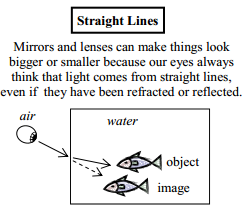 Straight Lines
Mirrors and lenses can make things look
bigger or smaller because our eyes always
think that light comes from straight lines,
even if they have been refracted or reflected.
air
water
object
image